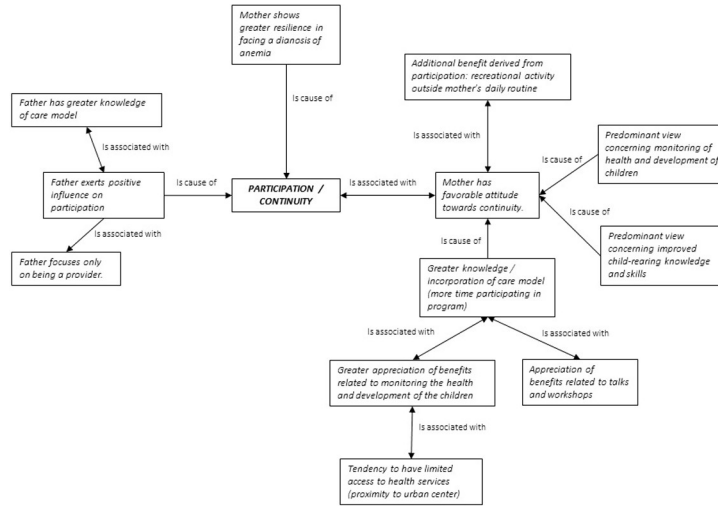 Mother shows
greater resilience in
facing a dianosis of
anemia
Is cause of
Additional benefit derived from
participation: recreational activity
outside mother's daily routine
Is associated with
Father has greater knowledge
of care model
Is associated with
Father exerts positive
influence on
participation
Is cause of
PARTICIPATION /
CONTINUITY
Is associated with
Mother has
favorable attitude
towards continuity.
Is cause of
Predominant view
concerning monitoring of
health and development of
children
Is cause of
Predominant view
concerning improved
child-rearing knowledge
and skills
Is associated with
Father focuses only
on being a provider.
Is cause of
Greater knowledge /
incorporation of care model
(more time participating in
program)
Is associated with
Is associated with
Greater appreciation of benefits
related to monitoring the health
and development of the children
Appreciation of
benefits related to talks
and workshops
Is associated with
Tendency to have limited
access to health services
(proximity to urban center)